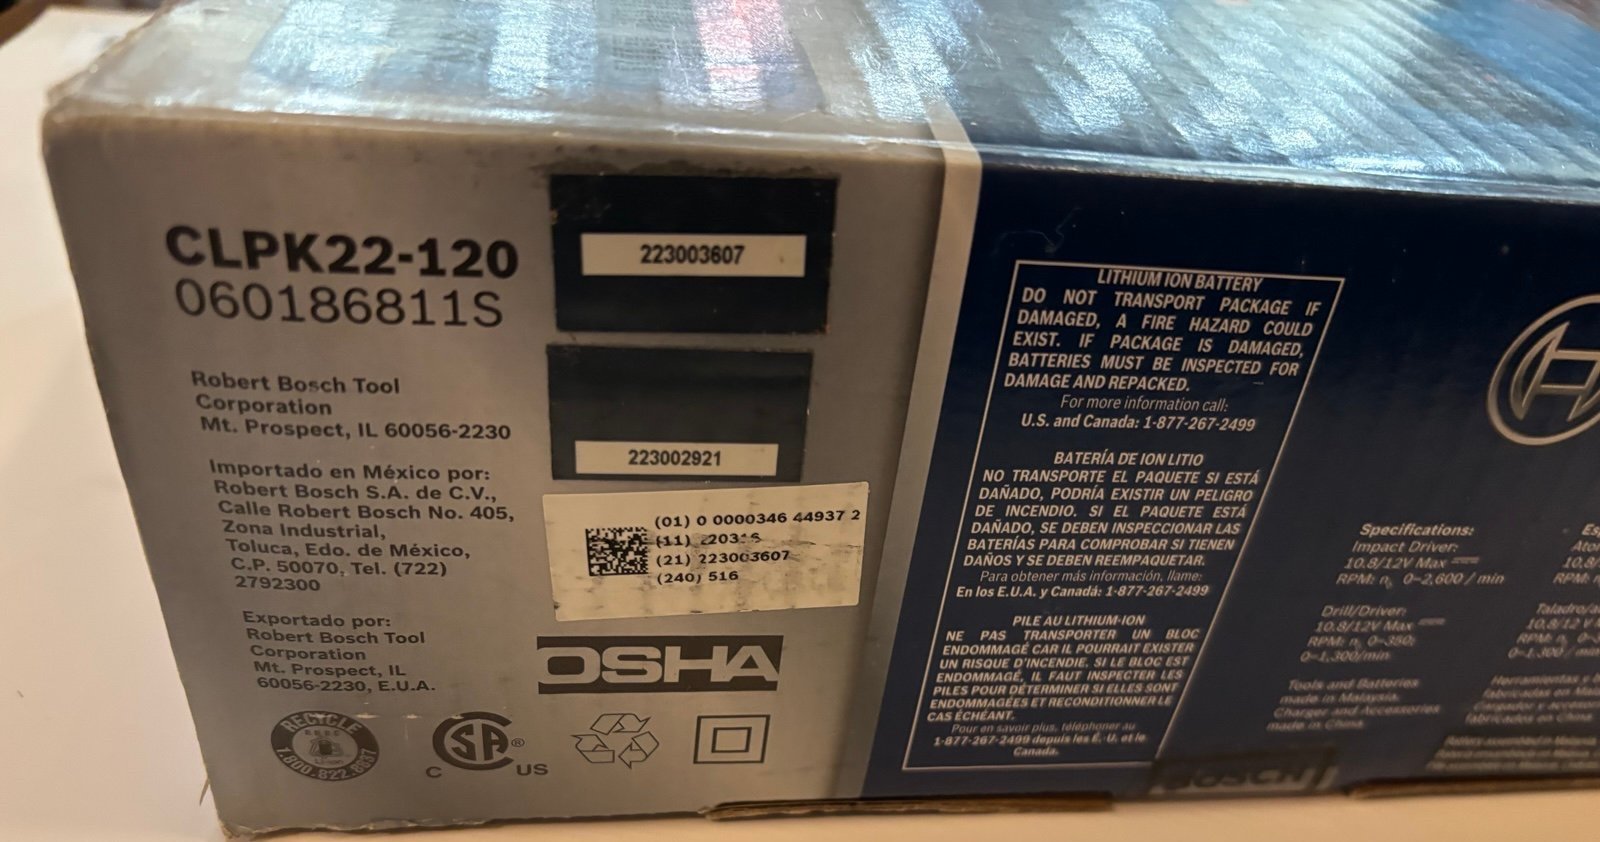 CLPK22-120
060186811S
Robert Bosch Tool
Corporation
Mt. Prospect, IL 60056-2230
Importado en México por:
Robert Bosch S.A. de C.V.,
Calle Robert Bosch No. 405,
Zona Industrial,
Toluca, Edo. de México,
C.P. 50070, Tel. (722)
2792300
Exportado por:
Robert Bosch Tool
Corporation
Mt. Prospect, IL
60056-2230, E.U.A.
RECYCLE
RBRC
Li-Ion
1.800.822.8837
SA®
C US
223003607
223002921
(01) 0 0000346 44937 2
(11)
(21) 223003607
(240) 516
OSHA
LITHIUM ION BATTERY
DO NOT TRANSPORT PACKAGE IF
DAMAGED, A FIRE HAZARD COULD
EXIST. IF PACKAGE IS DAMAGED,
BATTERIES MUST BE INSPECTED FOR
DAMAGE AND REPACKED.
For more information call:
U.S. and Canada: 1-877-267-2499
BATERÍA DE ION LITIO
NO TRANSPORTE EL PAQUETE SI ESTÁ
DAÑADO, PODRÍA EXISTIR UN PELIGRO
DE INCENDIO. SI EL PAQUETE ESTÁ
DAÑADO, SE DEBEN INSPECCIONAR LAS
BATERÍAS PARA COMPROBAR SI TIENEN
DAÑOS Y SE DEBEN REEMPAQUETAR.
Para obtener más información, llame:
En los E.U.A. y Canadá: 1-877-267-2499
PILE AU LITHIUM-ION
NE PAS TRANSPORTER UN BLOC
ENDOMMAGÉ CAR IL POURRAIT EXISTER
UN RISQUE D'INCENDIE. SI LE BLOC EST
ENDOMMAGÉ, IL FAUT INSPECTER LES
PILES POUR DÉTERMINER SI ELLES SONT
ENDOMMAGÉES ET RECONDITIONNER LE
CAS ÉCHÉANT.
Pour en savoir plus, téléphoner au
1-877-267-2499 depuis les É.-U. et le
Canada.
Specifications:
Impact Driver:
10.8/12V Max
RPM: n₀ 0-2,600 / min
Drill/Driver:
10.8/12V Max
RPM: n₀ 0-350;
0-1,300/min
Tools and Batteries
made in Malaysia.
Charger and Accessories
made in China.
BOSCH